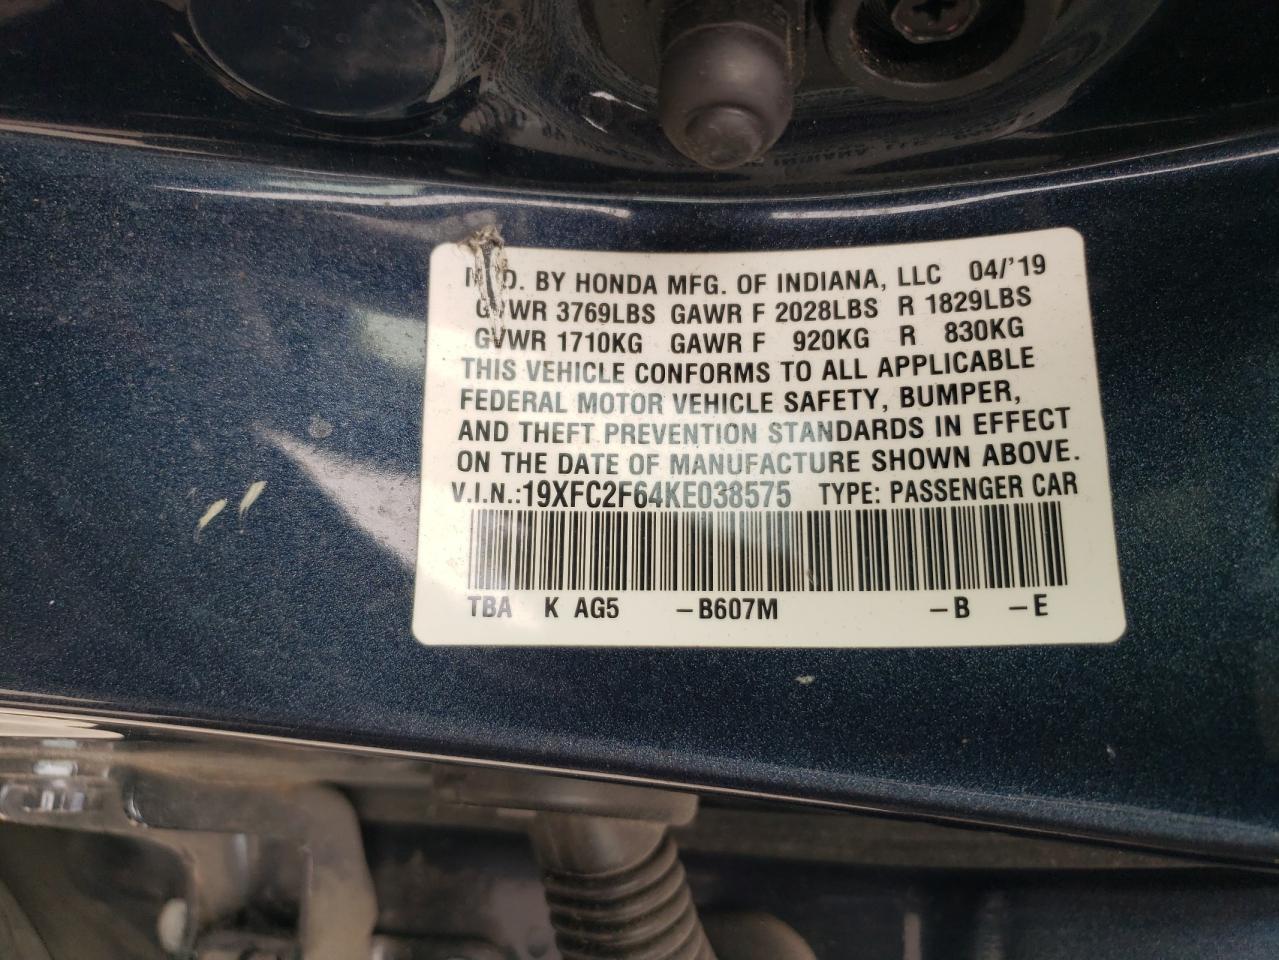 BY HONDA MFG. OF INDIANA, LLC 04/'19
GVWR 3769LBS GAWR F 2028LBS R 1829LBS
GVWR 1710KG GAWR F 920KG R 830KG
THIS VEHICLE CONFORMS TO ALL APPLICABLE
FEDERAL MOTOR VEHICLE SAFETY, BUMPER,
AND THEFT PREVENTION STANDARDS IN EFFECT
ON THE DATE OF MANUFACTURE SHOWN ABOVE.
V.I.N.:19XFC2F64KE038575 TYPE: PASSENGER CAR
TBA K AG5 –B607M –B –E